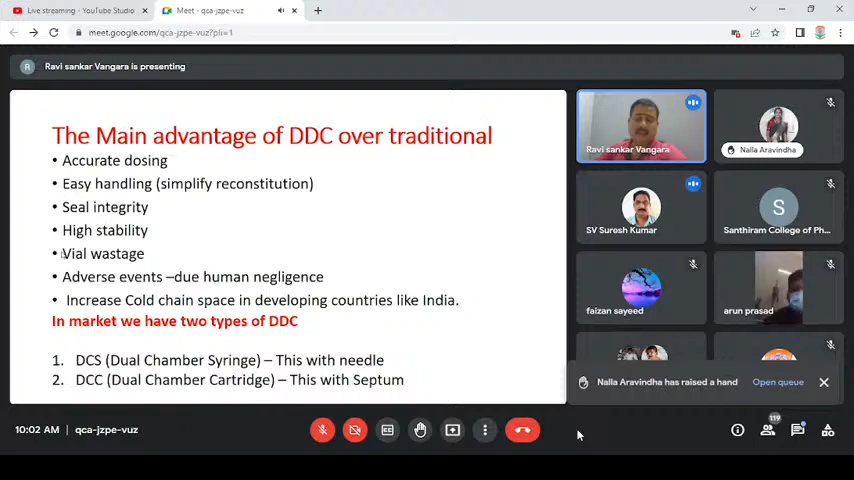 Live streaming - YouTube Studio
Meet - qca-jzpe-vuz
meet.google.com/qca-jzpe-vuz?pli=1
R
Ravi sankar Vangara is presenting
The Main advantage of DDC over traditional
• Accurate dosing
• Easy handling (simplify reconstitution)
• Seal integrity
• High stability
• Vial wastage
• Adverse events –due human negligence
• Increase Cold chain space in developing countries like India.
In market we have two types of DDC
1. DCS (Dual Chamber Syringe) – This with needle
2. DCC (Dual Chamber Cartridge) – This with Septum
Ravi sankar Vangara
Nalla Aravindha
SV Suresh Kumar
S
Santhiram College of Ph...
faizan sayeed
arun prasad
Nalla Aravindha has raised a hand
Open queue
10:02 AM | qca-jzpe-vuz
CC
119